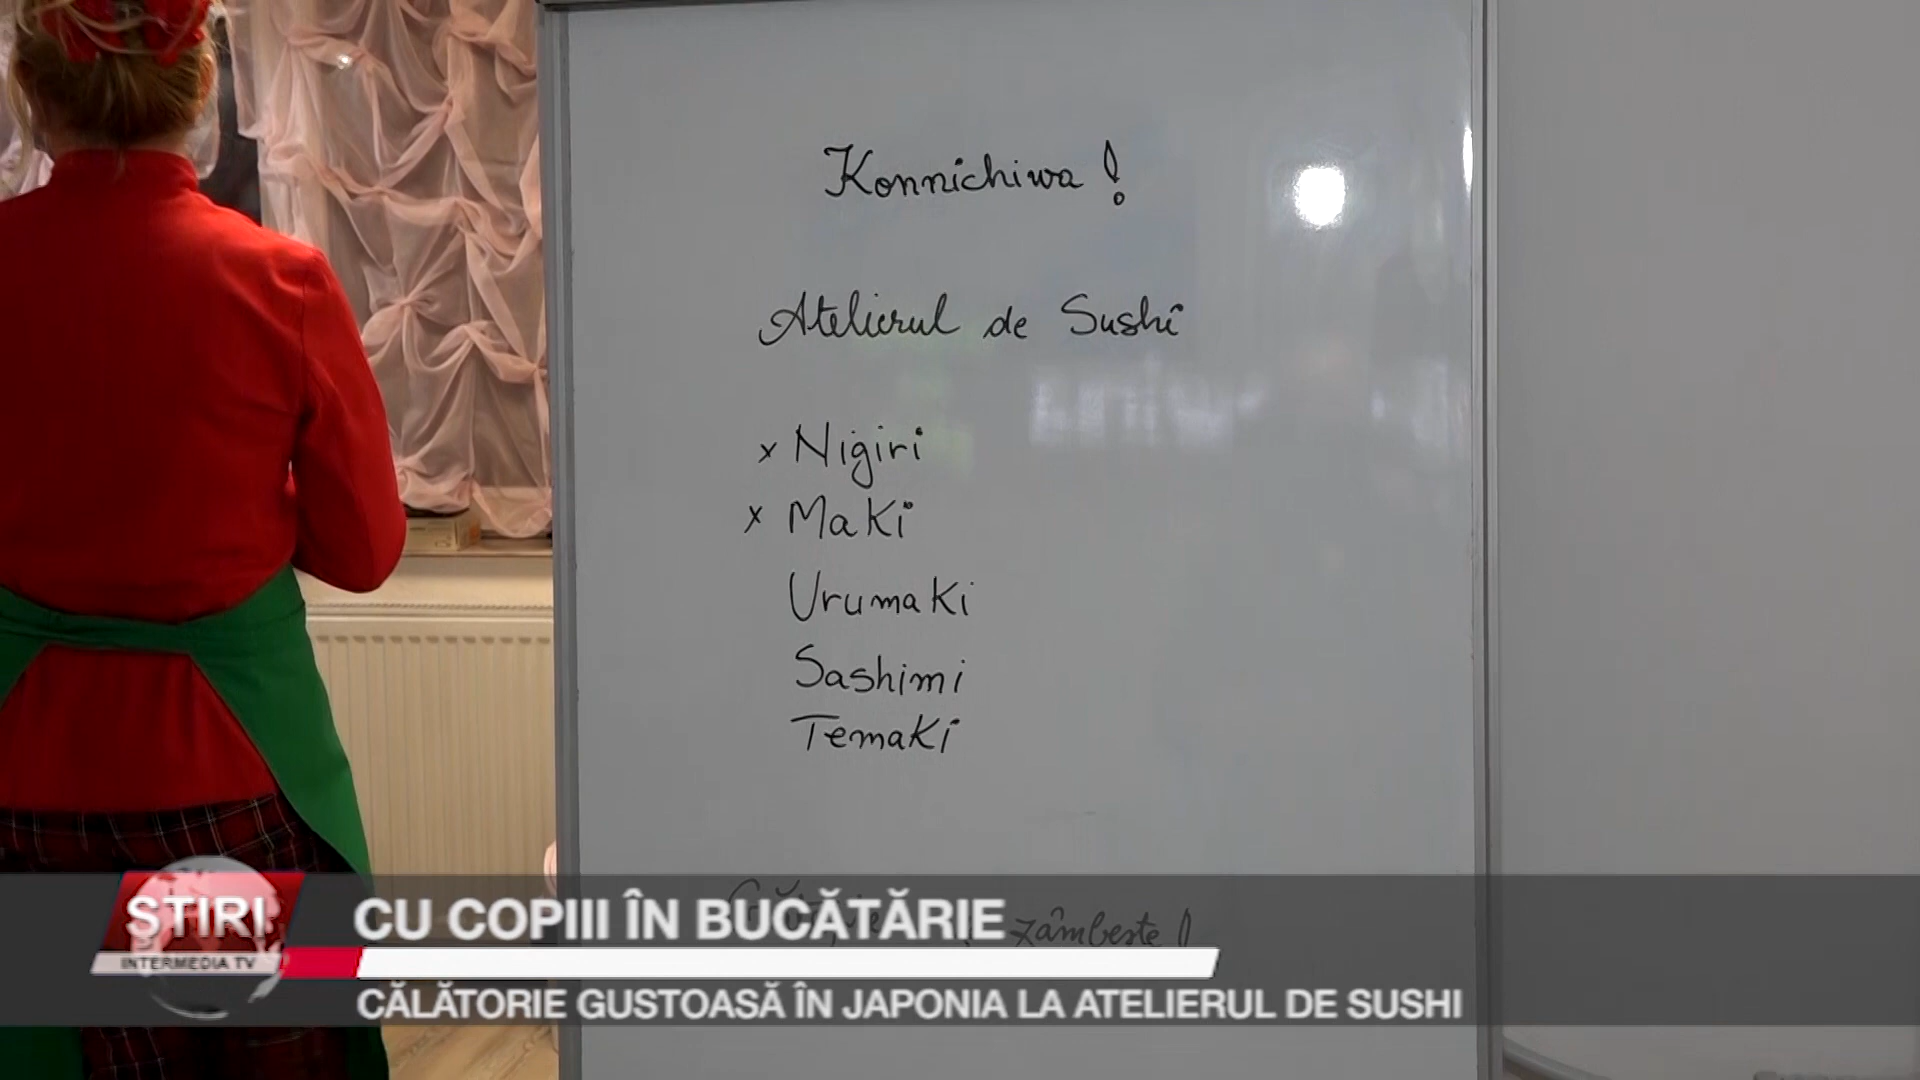 Konnichiwa!
Atelierul de Sushi
x Nigiri
x Maki
Urumaki
Sashimi
Temaki
zâmbește!
ȘTIRI
INTERMEDIA TV
CU COPIII ÎN BUCĂTĂRIE
CĂLĂTORIE GUSTOASĂ ÎN JAPONIA LA ATELIERUL DE SUSHI